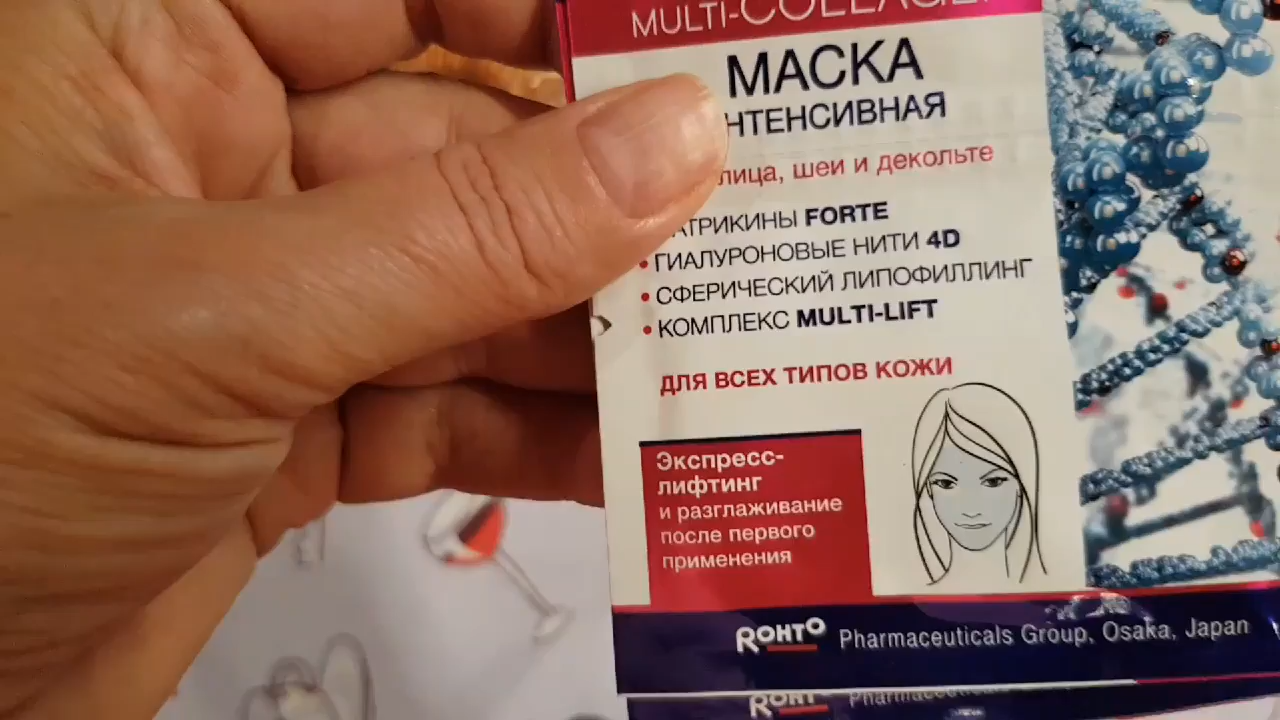 MULTI-COLLAGEN
МАСКА
НТЕНСИВНАЯ
лица, шеи и декольте
АТРИКИНЫ FORTE
• ГИАЛУРОНОВЫЕ НИТИ 4D
• СФЕРИЧЕСКИЙ ЛИПОФИЛЛИНГ
• КОМПЛЕКС MULTI-LIFT
ДЛЯ ВСЕХ ТИПОВ КОЖИ
Экспресс-
лифтинг
и разглаживание
после первого
применения
ROHTO Pharmaceuticals Group, Osaka, Japan
ROHTO Pharmaceuticals